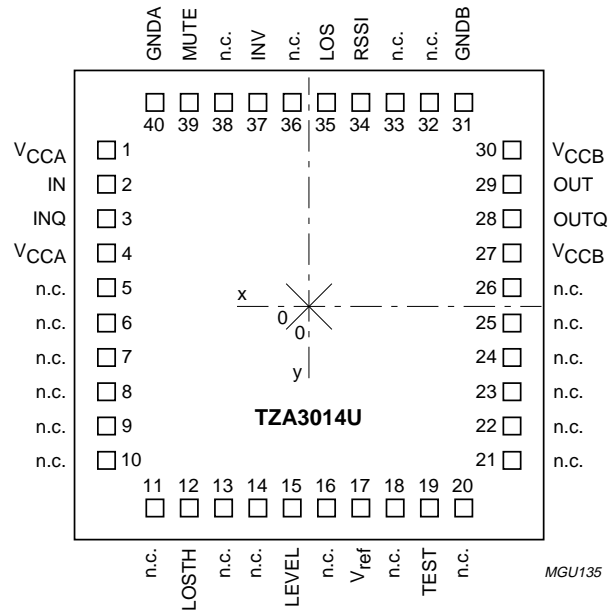 GNDA MUTE n.c. INV n.c. LOS RSSI n.c. n.c. GNDB
40 39 38 37 36 35 34 33 32 31
VCCA 1 30 VCCB
IN 2 29 OUT
INQ 3 28 OUTQ
VCCA 4 27 VCCB
n.c. 5 26 n.c.
n.c. 6 25 n.c.
n.c. 7 24 n.c.
n.c. 8 23 n.c.
n.c. 9 22 n.c.
n.c. 10 21 n.c.
x
0
0
y
TZA3014U
11 12 13 14 15 16 17 18 19 20
n.c. LOSTH n.c. n.c. LEVEL n.c. Vref n.c. TEST n.c.
MGU135